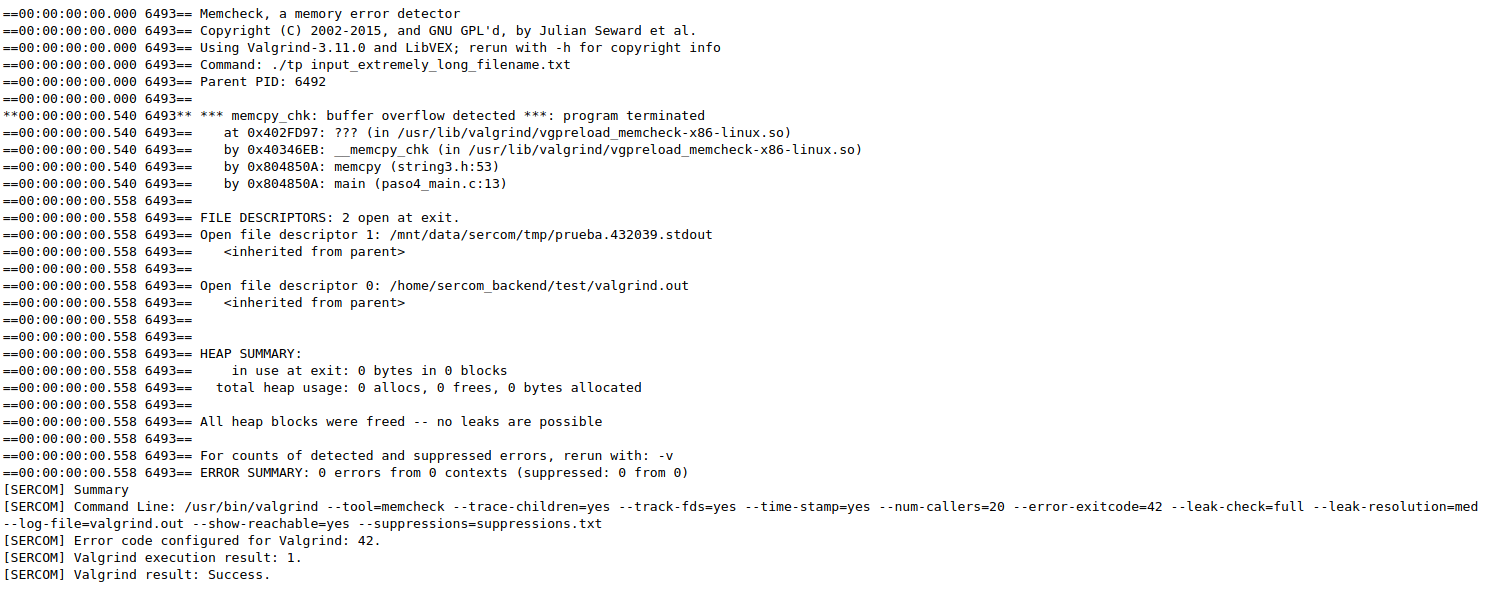 ==00:00:00:00.000 6493== Memcheck, a memory error detector
==00:00:00:00.000 6493== Copyright (C) 2002-2015, and GNU GPL'd, by Julian Seward et al.
==00:00:00:00.000 6493== Using Valgrind-3.11.0 and LibVEX; rerun with -h for copyright info
==00:00:00:00.000 6493== Command: ./tp input_extremely_long_filename.txt
==00:00:00:00.000 6493== Parent PID: 6492
==00:00:00:00.000 6493==
**00:00:00:00.540 6493** *** memcpy_chk: buffer overflow detected ***: program terminated
==00:00:00:00.540 6493==    at 0x402FD97: ??? (in /usr/lib/valgrind/vgpreload_memcheck-x86-linux.so)
==00:00:00:00.540 6493==    by 0x40346EB: __memcpy_chk (in /usr/lib/valgrind/vgpreload_memcheck-x86-linux.so)
==00:00:00:00.540 6493==    by 0x804850A: memcpy (string3.h:53)
==00:00:00:00.540 6493==    by 0x804850A: main (paso4_main.c:13)
==00:00:00:00.558 6493==
==00:00:00:00.558 6493== FILE DESCRIPTORS: 2 open at exit.
==00:00:00:00.558 6493== Open file descriptor 1: /mnt/data/sercom/tmp/prueba.432039.stdout
==00:00:00:00.558 6493==    <inherited from parent>
==00:00:00:00.558 6493==
==00:00:00:00.558 6493== Open file descriptor 0: /home/sercom_backend/test/valgrind.out
==00:00:00:00.558 6493==    <inherited from parent>
==00:00:00:00.558 6493==
==00:00:00:00.558 6493==
==00:00:00:00.558 6493== HEAP SUMMARY:
==00:00:00:00.558 6493==     in use at exit: 0 bytes in 0 blocks
==00:00:00:00.558 6493==   total heap usage: 0 allocs, 0 frees, 0 bytes allocated
==00:00:00:00.558 6493==
==00:00:00:00.558 6493== All heap blocks were freed -- no leaks are possible
==00:00:00:00.558 6493==
==00:00:00:00.558 6493== For counts of detected and suppressed errors, rerun with: -v
==00:00:00:00.558 6493== ERROR SUMMARY: 0 errors from 0 contexts (suppressed: 0 from 0)
[SERCOM] Summary
[SERCOM] Command Line: /usr/bin/valgrind --tool=memcheck --trace-children=yes --track-fds=yes --time-stamp=yes --num-callers=20 --error-exitcode=42 --leak-check=full --leak-resolution=med
--log-file=valgrind.out --show-reachable=yes --suppressions=suppressions.txt
[SERCOM] Error code configured for Valgrind: 42.
[SERCOM] Valgrind execution result: 1.
[SERCOM] Valgrind result: Success.